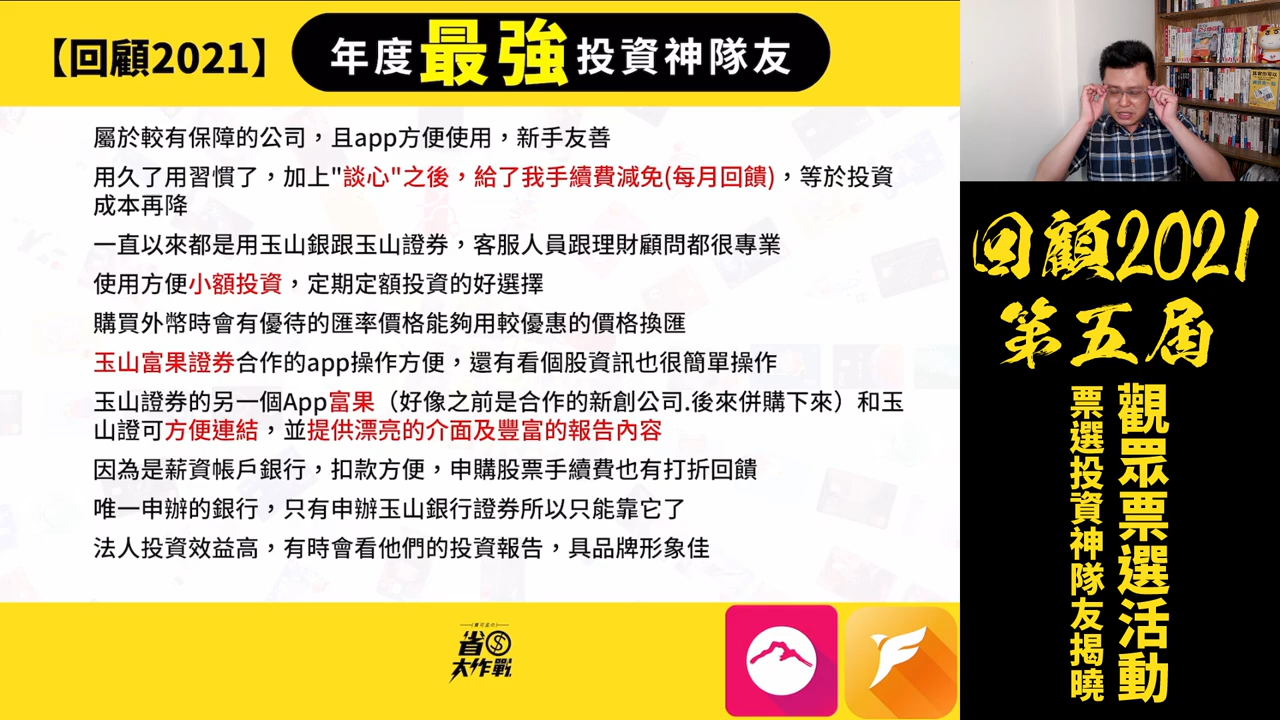 【回顧2021】
年度最強投資神隊友
屬於較有保障的公司，且app方便使用，新手友善
用久了用習慣了，加上"談心"之後，給了我手續費減免(每月回饋)，等於投資
成本再降
一直以來都是用玉山銀跟玉山證券，客服人員跟理財顧問都很專業
使用方便小額投資，定期定額投資的好選擇
購買外幣時會有優待的匯率價格能夠用較優惠的價格換匯
玉山富果證券合作的app操作方便，還有看個股資訊也很簡單操作
玉山證券的另一個App富果（好像之前是合作的新創公司.後來併購下來）和玉
山證可方便連結，並提供漂亮的介面及豐富的報告內容
因為是薪資帳戶銀行，扣款方便，申購股票手續費也有打折回饋
唯一申辦的銀行，只有申辦玉山銀行證券所以只能靠它了
法人投資效益高，有時會看他們的投資報告，具品牌形象佳
省$
大作戰
回顧2021
第五屆
觀眾票選活動
票選投資神隊友揭曉